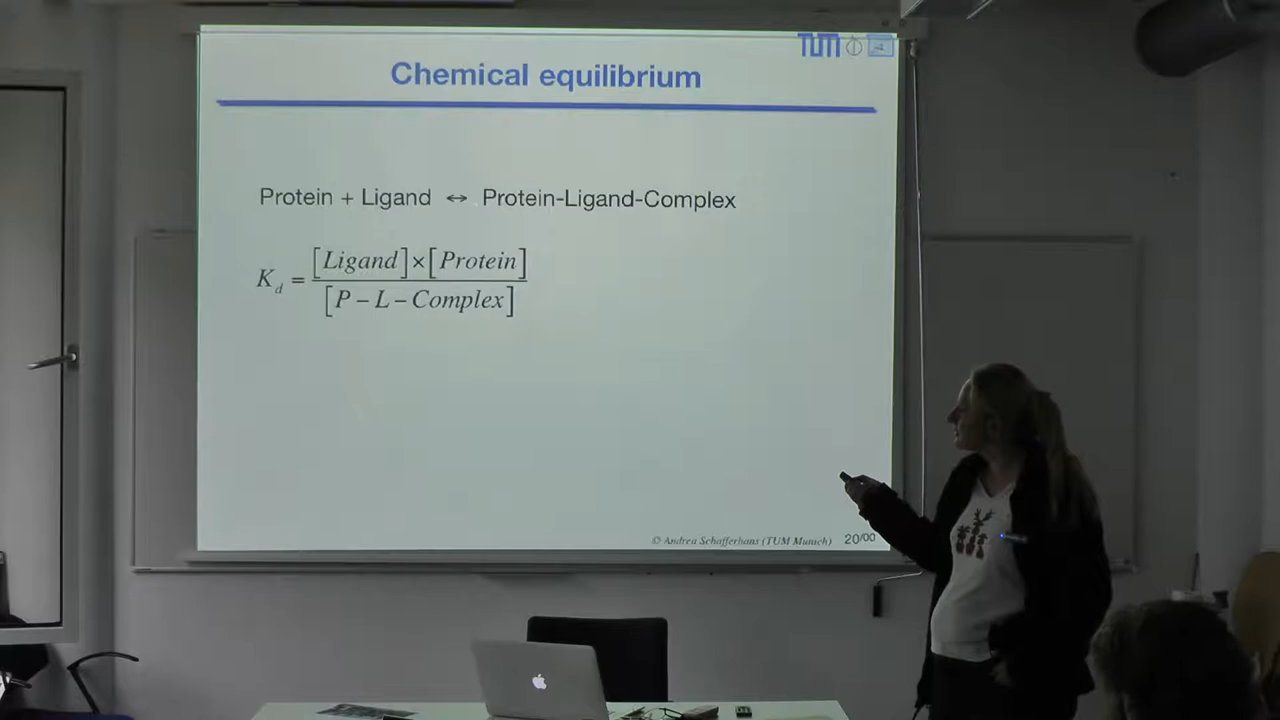 TUM
Chemical equilibrium
Protein + Ligand ↔ Protein-Ligand-Complex
K_d = [Ligand]×[Protein] / [P – L – Complex]
© Andrea Schafferhans (TUM Munich) 20/00